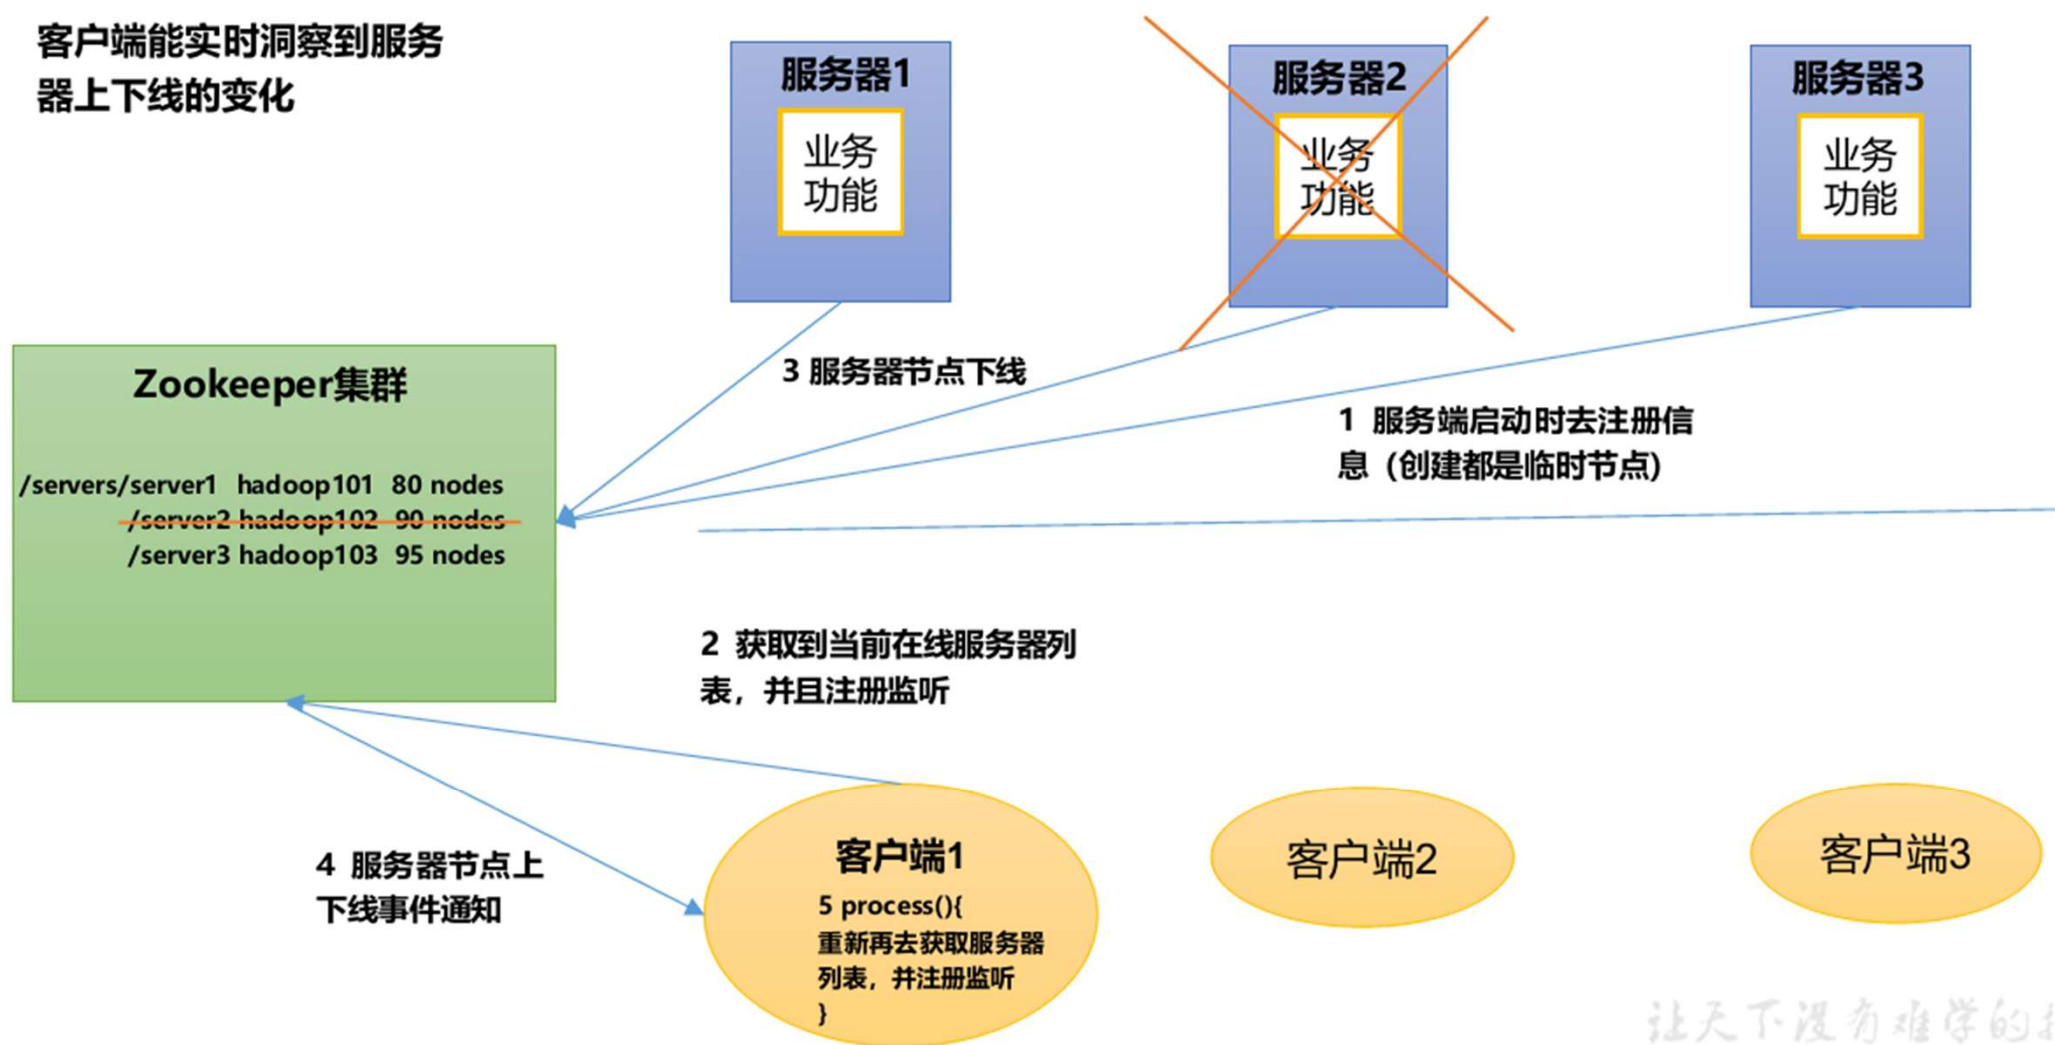 客户端能实时洞察到服务
器上下线的变化
服务器1
业务
功能
服务器2
业务
功能
服务器3
业务
功能
3 服务器节点下线
1 服务端启动时去注册信
息（创建都是临时节点)
Zookeeper集群
/servers/server1 hadoop101 80 nodes
/server2 hadoop102 90 nodes
/server3 hadoop103 95 nodes
2 获取到当前在线服务器列
表，并且注册监听
4 服务器节点上
下线事件通知
客户端1
5 process(){
重新再去获取服务器
列表，并注册监听
}
客户端2
客户端3
让天下没有难学的